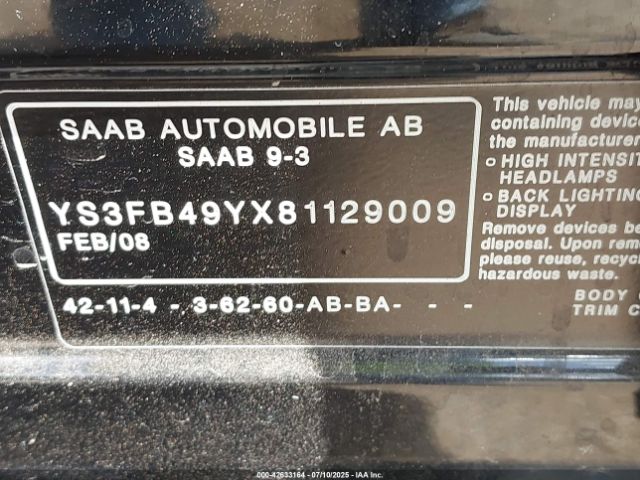 SAAB AUTOMOBILE AB
SAAB 9-3
YS3FB49YX81129009
FEB/08
42-11-4 - 3-62-60-AB-BA- - -
This vehicle may
containing device
the manufacturer
○ HIGH INTENSIT
HEADLAMPS
○ BACK LIGHTING
DISPLAY
Remove devices be
disposal. Upon rem
please reuse, recyc
hazardous waste.
BODY
TRIM C
000-42633164 - 07/10/2025 - IAA Inc.